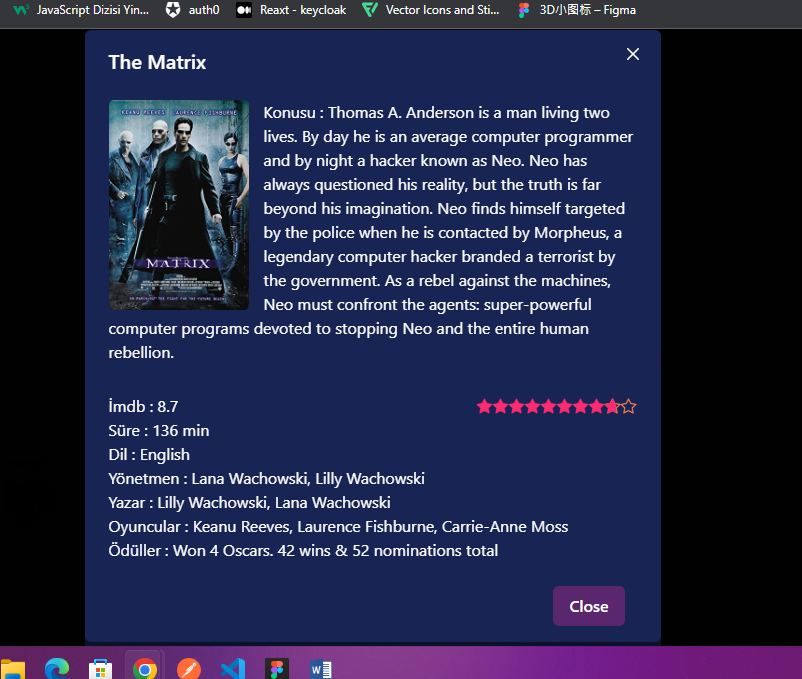 JavaScript Dizisi Yin...
auth0
Reaxt - keycloak
Vector Icons and Sti...
3D小图标 – Figma
The Matrix
KEANU REEVES LAURENCE FISHBURNE
MATRIX
Konusu : Thomas A. Anderson is a man living two
lives. By day he is an average computer programmer
and by night a hacker known as Neo. Neo has
always questioned his reality, but the truth is far
beyond his imagination. Neo finds himself targeted
by the police when he is contacted by Morpheus, a
legendary computer hacker branded a terrorist by
the government. As a rebel against the machines,
Neo must confront the agents: super-powerful
computer programs devoted to stopping Neo and the entire human
rebellion.
İmdb : 8.7
Süre : 136 min
Dil : English
Yönetmen : Lana Wachowski, Lilly Wachowski
Yazar : Lilly Wachowski, Lana Wachowski
Oyuncular : Keanu Reeves, Laurence Fishburne, Carrie-Anne Moss
Ödüller : Won 4 Oscars. 42 wins & 52 nominations total
Close